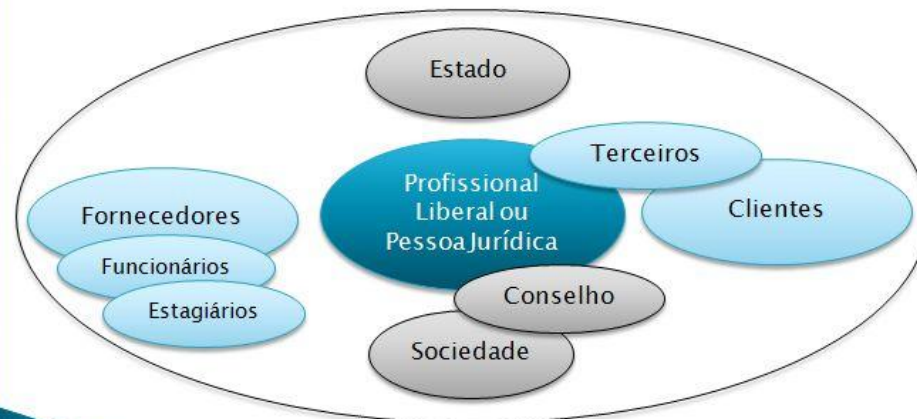 Estado
Terceiros
Profissional
Liberal ou
Pessoa Jurídica
Fornecedores
Clientes
Funcionários
Estagiários
Conselho
Sociedade